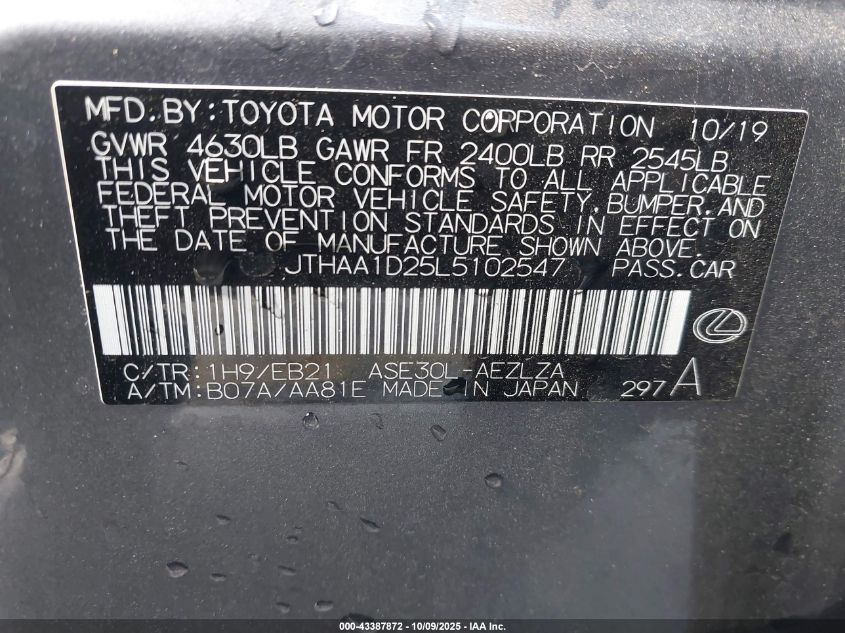 MFD. BY: TOYOTA MOTOR CORPORATION 10/19
GVWR 4630LB GAWR FR 2400LB RR 2545LB
THIS VEHICLE CONFORMS TO ALL APPLICABLE
FEDERAL MOTOR VEHICLE SAFETY, BUMPER, AND
THEFT PREVENTION STANDARDS IN EFFECT ON
THE DATE OF MANUFACTURE SHOWN ABOVE.
JTHAA1D25L5102547 PASS. CAR
C/TR: 1H9/EB21 ASE30L-AEZLZA
A/TM: B07A/AA81E MADE IN JAPAN 297 A
000-43387872 - 10/09/2025 - IAA Inc.